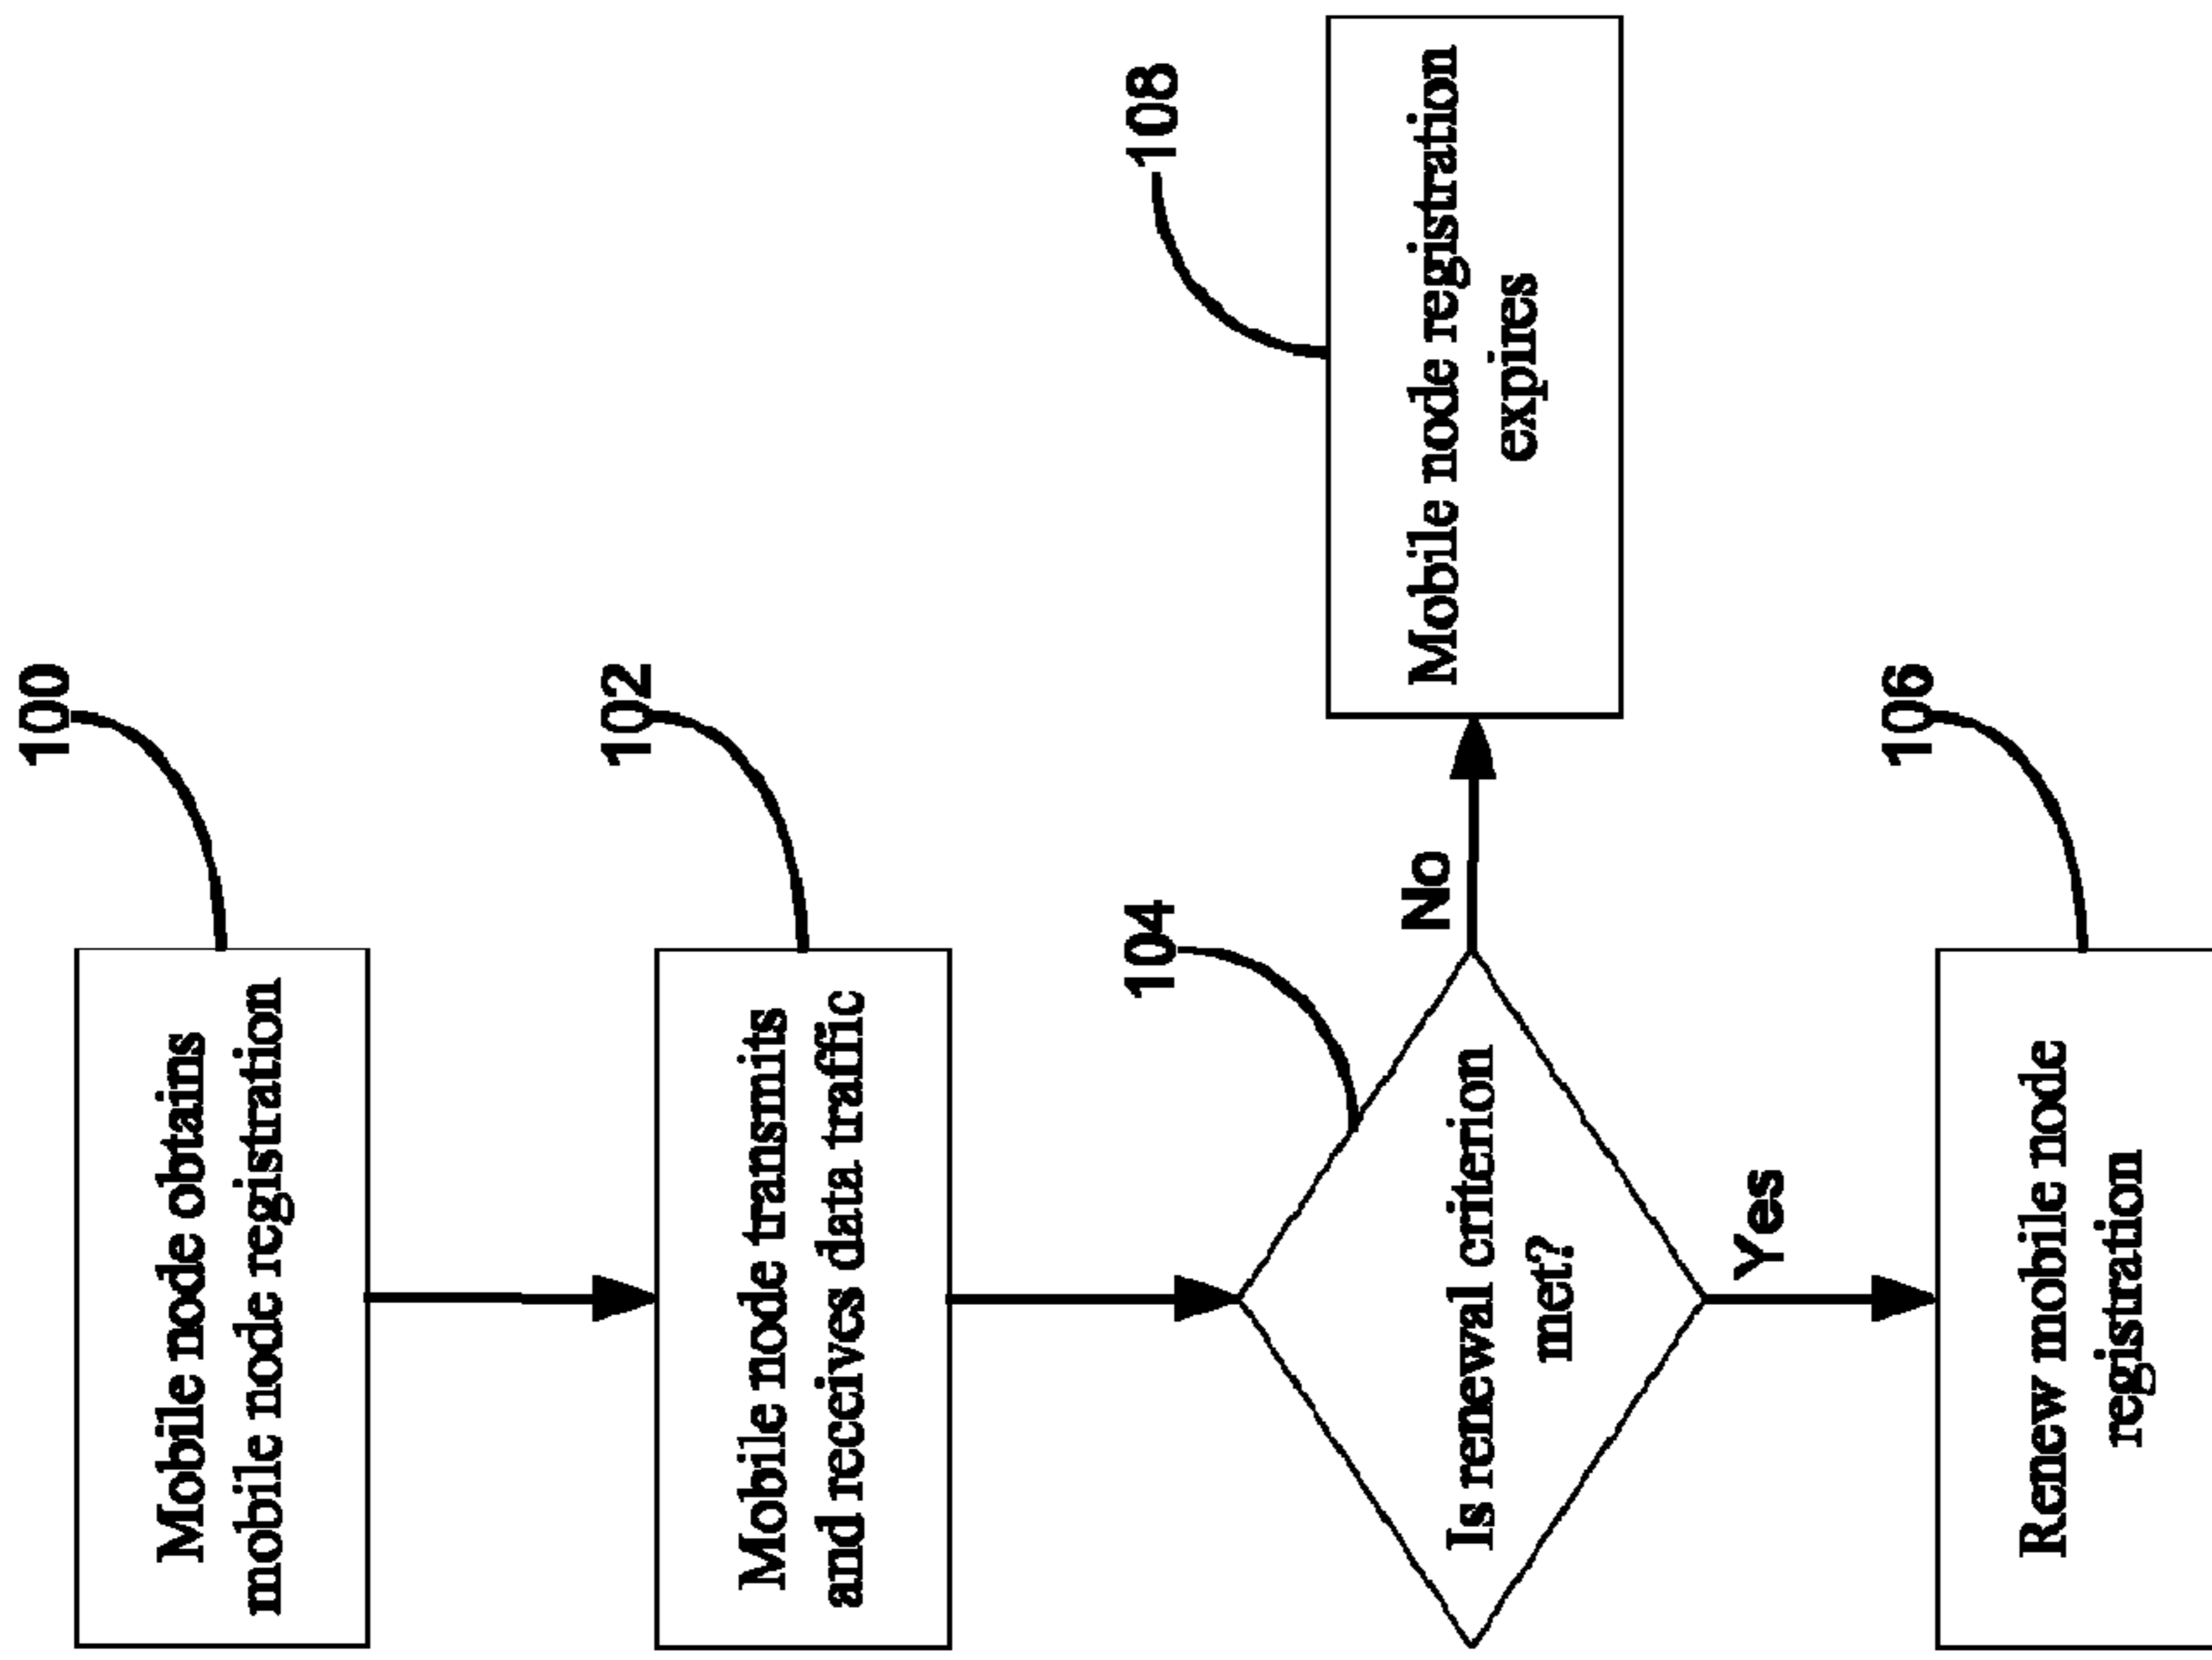 100
Mobile node obtains
mobile node registration
102
Mobile node transmits
and receives data traffic
104
Is renewal criterion
met?
No
108
Mobile node registration
expires
Yes
106
Renew mobile node
registration